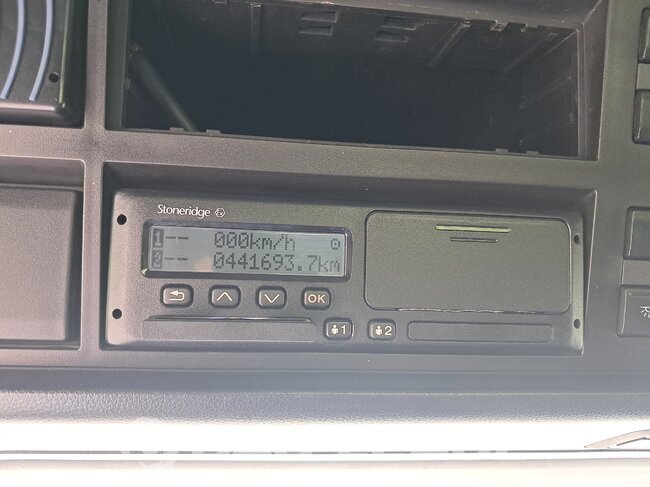 Stoneridge
1 -- 000km/h
2 -- 0441693.7km
OK
1 2